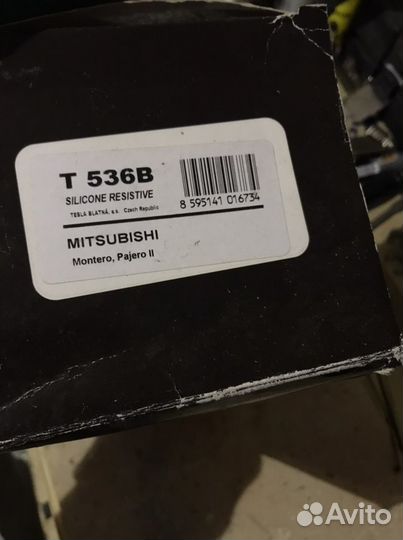 T 536B
SILICONE RESISTIVE
TESLA BLATNÁ, a.s. Czech Republic
8 595141 016734
MITSUBISHI
Montero, Pajero II
Avito